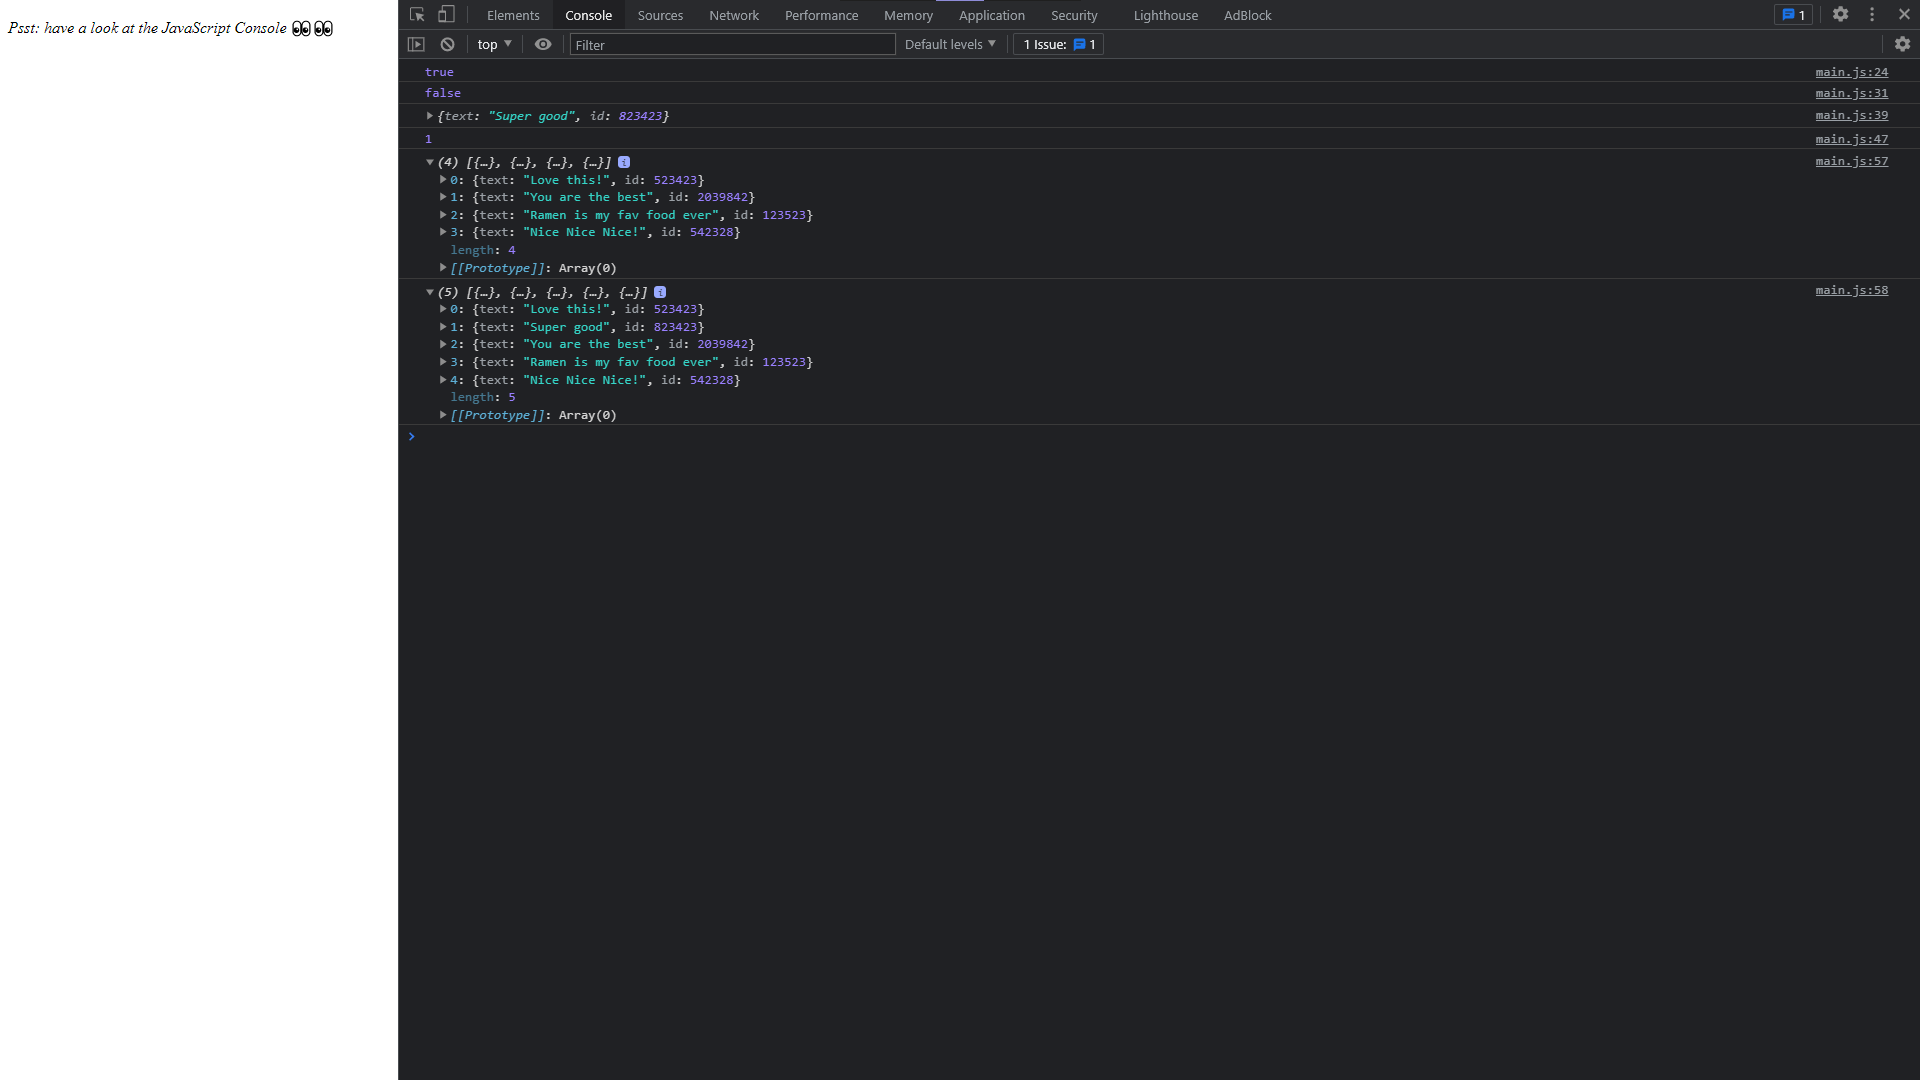 Psst: have a look at the JavaScript Console 👀👀
Elements Console Sources Network Performance Memory Application Security Lighthouse AdBlock 1
top Filter Default levels 1 Issue: 1
true main.js:24
false main.js:31
{text: "Super good", id: 823423} main.js:39
1 main.js:47
(4) [{…}, {…}, {…}, {…}] i main.js:57
0: {text: "Love this!", id: 523423}
1: {text: "You are the best", id: 2039842}
2: {text: "Ramen is my fav food ever", id: 123523}
3: {text: "Nice Nice Nice!", id: 542328}
length: 4
[[Prototype]]: Array(0)
(5) [{…}, {…}, {…}, {…}, {…}] i main.js:58
0: {text: "Love this!", id: 523423}
1: {text: "Super good", id: 823423}
2: {text: "You are the best", id: 2039842}
3: {text: "Ramen is my fav food ever", id: 123523}
4: {text: "Nice Nice Nice!", id: 542328}
length: 5
[[Prototype]]: Array(0)